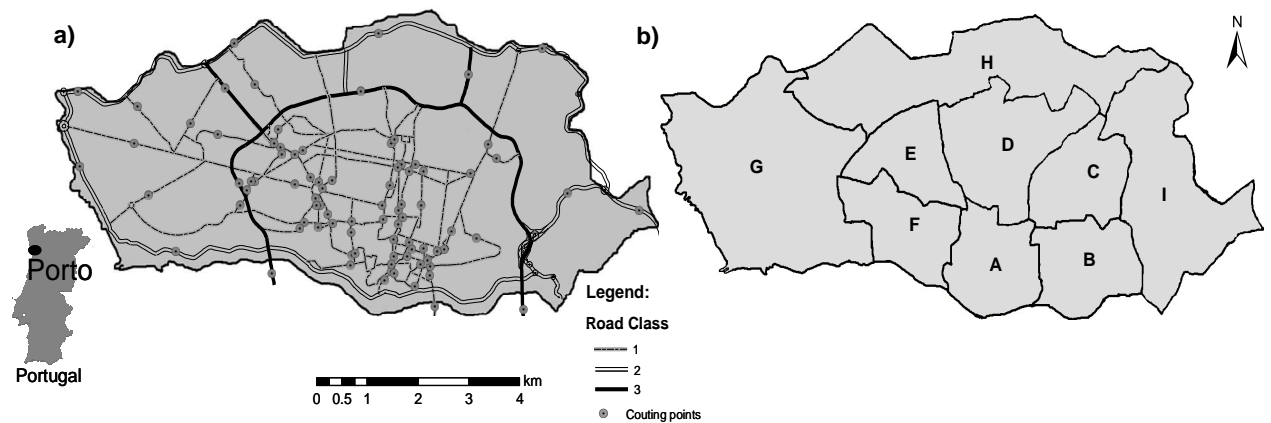 a)
b)
N
H
G
E
D
C
I
F
A
B
Porto
Portugal
Legend:
Road Class
1
2
3
Couting points
km
0 0.5 1 2 3 4